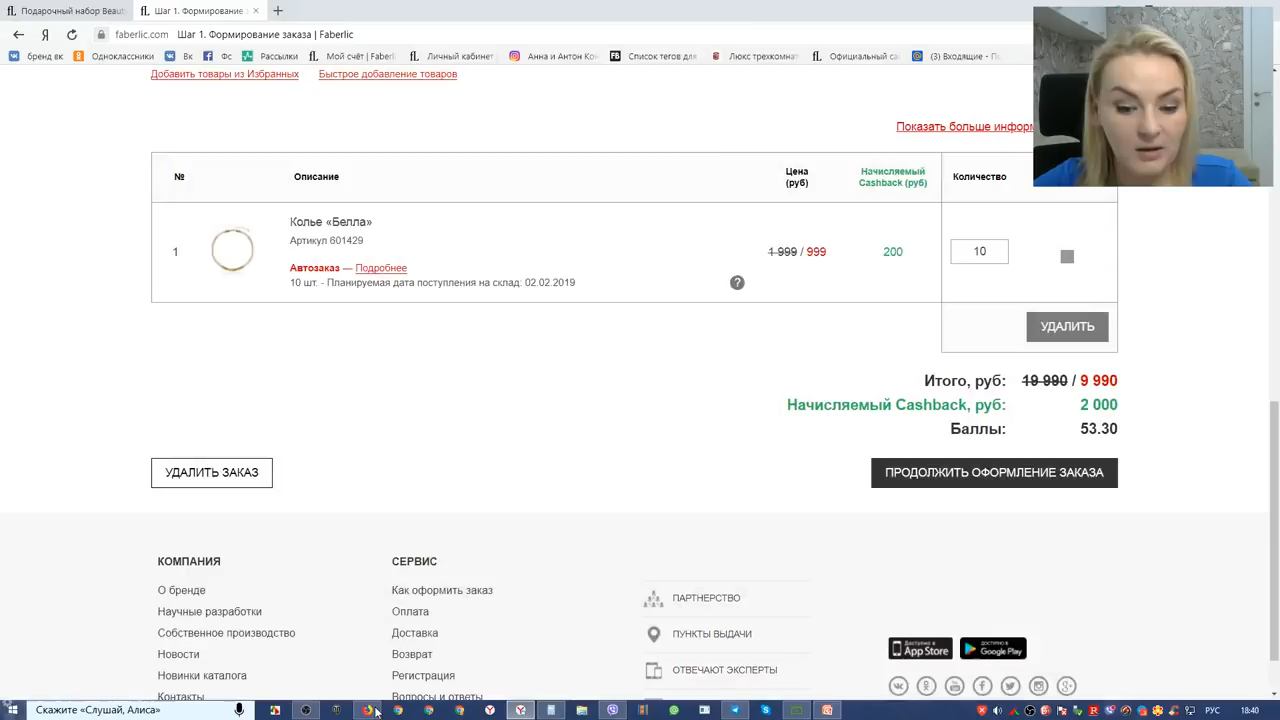 Подарочный набор Beauty
Шаг 1. Формирование з
faberlic.com
Шаг 1. Формирование заказа | Faberlic
бренд вк
Одноклассники
Вк
Фс
Рассылки
Мой счёт | Faberl
Личный кабинет
Анна и Антон Ко
Список тегов для
Люкс трехкомнат
Официальный са
(3) Входящие - П
Добавить товары из Избранных
Быстрое добавление товаров
Показать больше информ
№
Описание
Цена
(руб)
Начисляемый
Cashback (руб)
Количество
1
Колье «Белла»
Артикул 601429
Автозаказ — Подробнее
10 шт. - Планируемая дата поступления на склад: 02.02.2019
?
1 999 / 999
200
10
УДАЛИТЬ
Итого, руб: 19 990 / 9 990
Начисляемый Cashback, руб: 2 000
Баллы: 53.30
УДАЛИТЬ ЗАКАЗ
ПРОДОЛЖИТЬ ОФОРМЛЕНИЕ ЗАКАЗА
КОМПАНИЯ
О бренде
Научные разработки
Собственное производство
Новости
Новинки каталога
Контакты
СЕРВИС
Как оформить заказ
Оплата
Доставка
Возврат
Регистрация
Вопросы и ответы
ПАРТНЕРСТВО
ПУНКТЫ ВЫДАЧИ
ОТВЕЧАЮТ ЭКСПЕРТЫ
App Store
Google Play
Скажите «Слушай, Алиса»
РУС
18:40